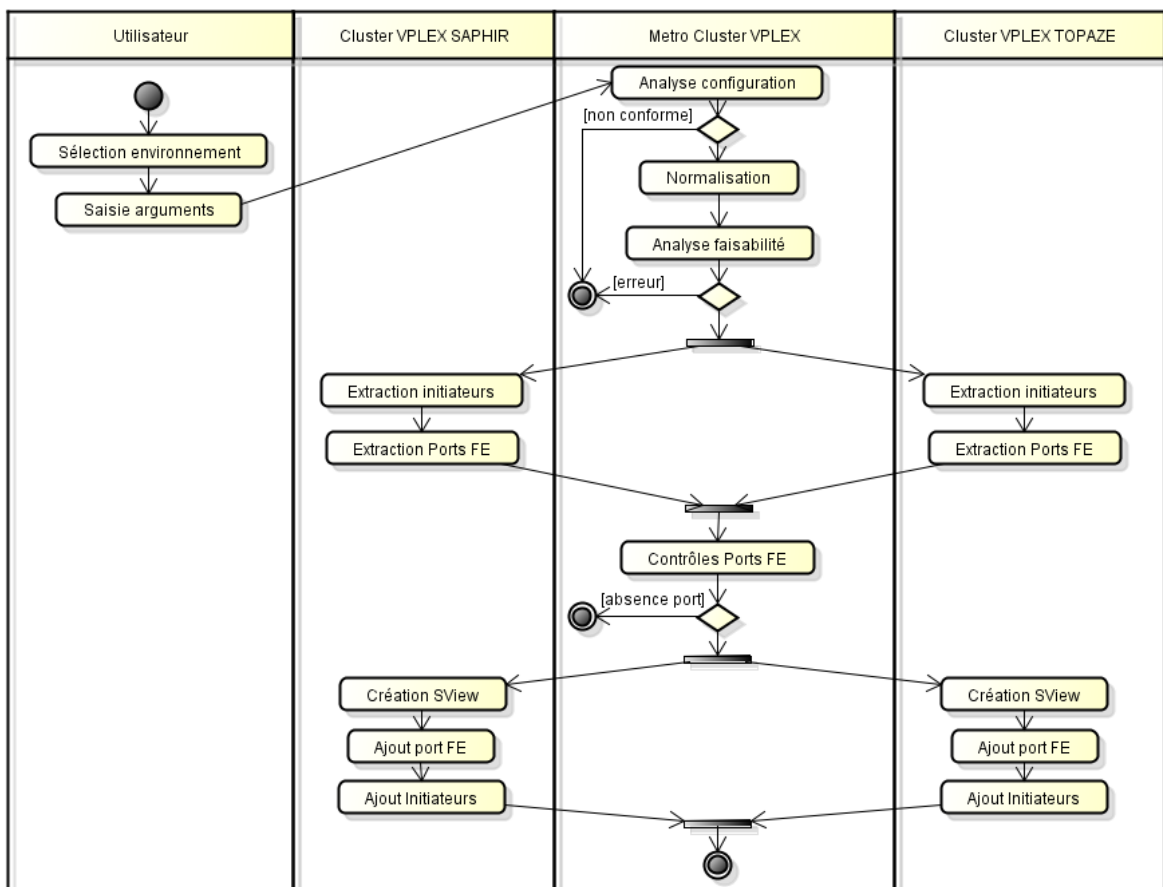 Utilisateur
Cluster VPLEX SAPHIR
Metro Cluster VPLEX
Cluster VPLEX TOPAZE
Analyse configuration
[non conforme]
Sélection environnement
Normalisation
Saisie arguments
Analyse faisabilité
[erreur]
Extraction initiateurs
Extraction initiateurs
Extraction Ports FE
Extraction Ports FE
Contrôles Ports FE
[absence port]
Création SView
Création SView
Ajout port FE
Ajout port FE
Ajout Initiateurs
Ajout Initiateurs